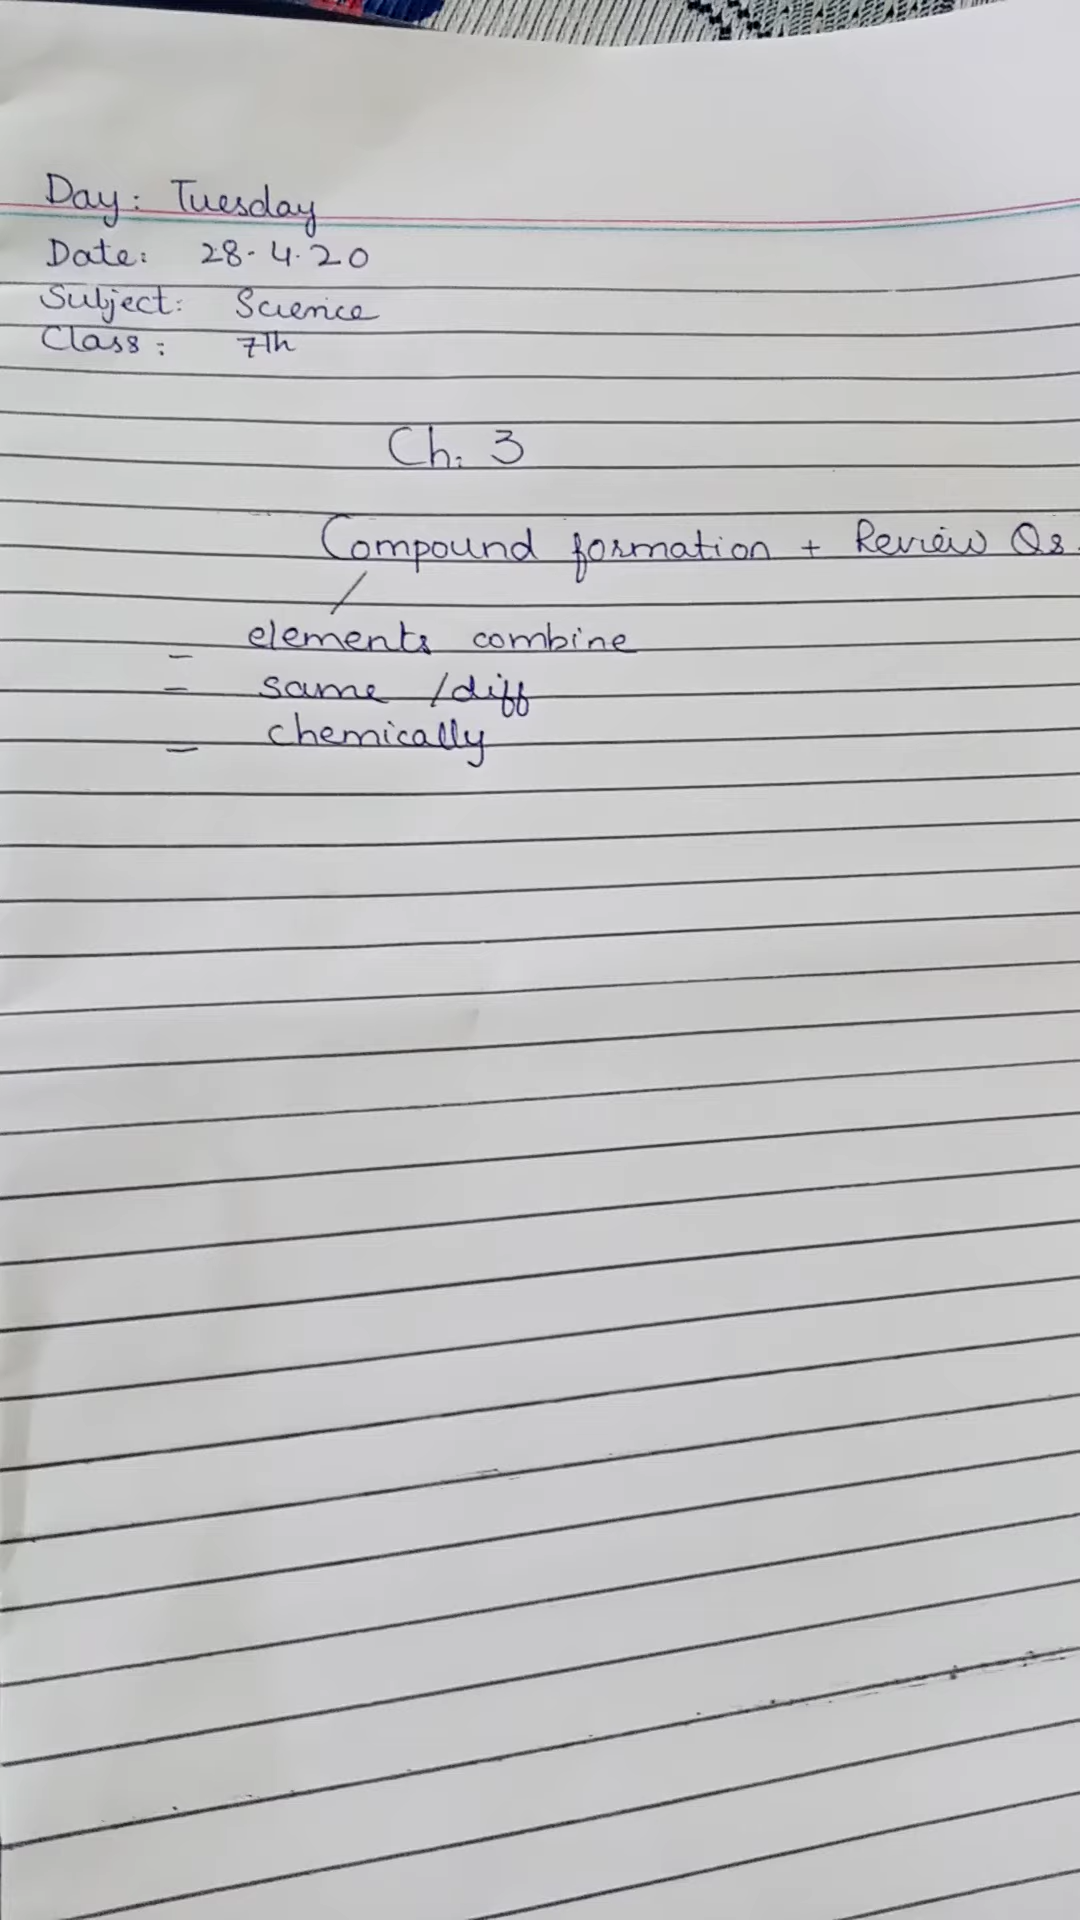 Day: Tuesday
Date: 28.4.20
Subject: Science
Class: 7th
Ch. 3
Compound formation + Review Qs.
- elements combine
- same /diff
- chemically